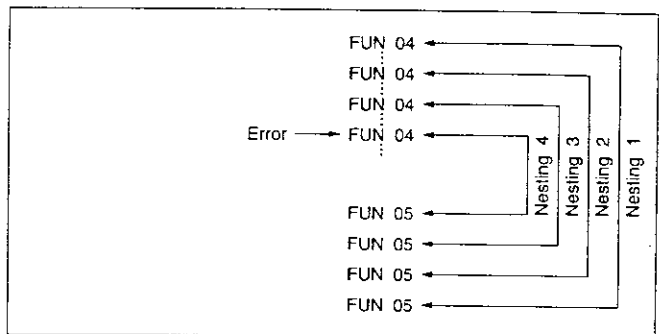 FUN 04
FUN 04
FUN 04
Error FUN 04
Nesting 4
Nesting 3
Nesting 2
Nesting 1
FUN 05
FUN 05
FUN 05
FUN 05